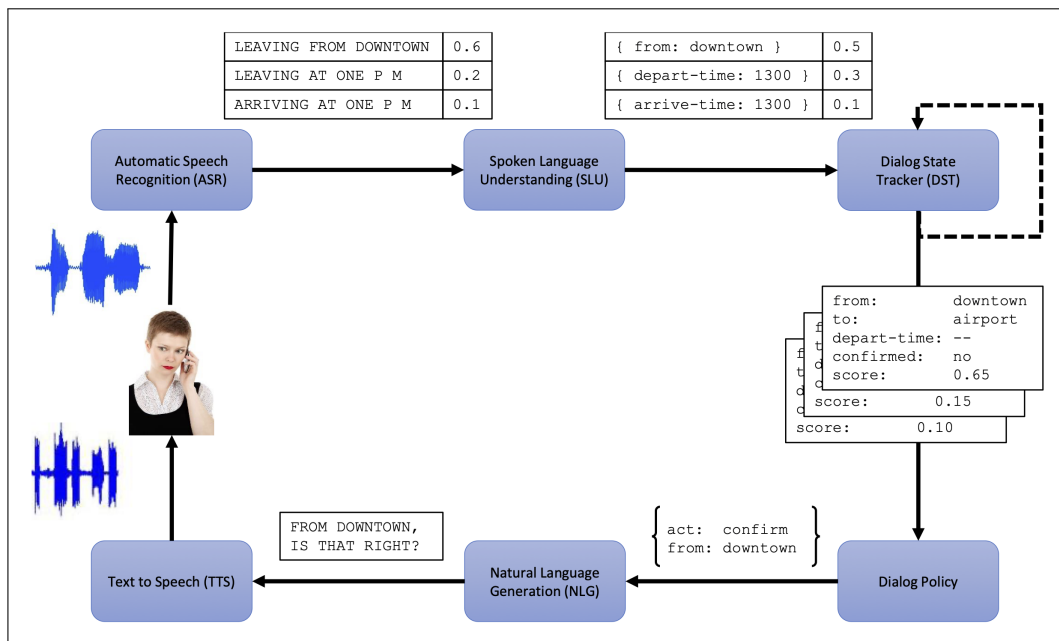 LEAVING FROM DOWNTOWN 0.6
LEAVING AT ONE P M 0.2
ARRIVING AT ONE P M 0.1
{ from: downtown } 0.5
{ depart-time: 1300 } 0.3
{ arrive-time: 1300 } 0.1
Automatic Speech
Recognition (ASR)
Spoken Language
Understanding (SLU)
Dialog State
Tracker (DST)
from: downtown
to: airport
depart-time: --
confirmed: no
score: 0.65
f
t
d
c
score: 0.15
f
t
d
c
score: 0.10
FROM DOWNTOWN,
IS THAT RIGHT?
act: confirm
from: downtown
Text to Speech (TTS)
Natural Language
Generation (NLG)
Dialog Policy